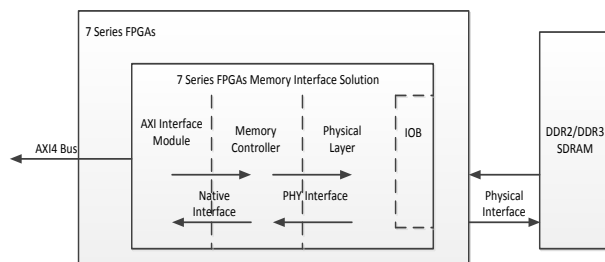 7 Series FPGAs
7 Series FPGAs Memory Interface Solution
AXI Interface
Module
Memory
Controller
Physical
Layer
IOB
DDR2/DDR3
SDRAM
AXI4 Bus
Native
Interface
PHY Interface
Physical
Interface